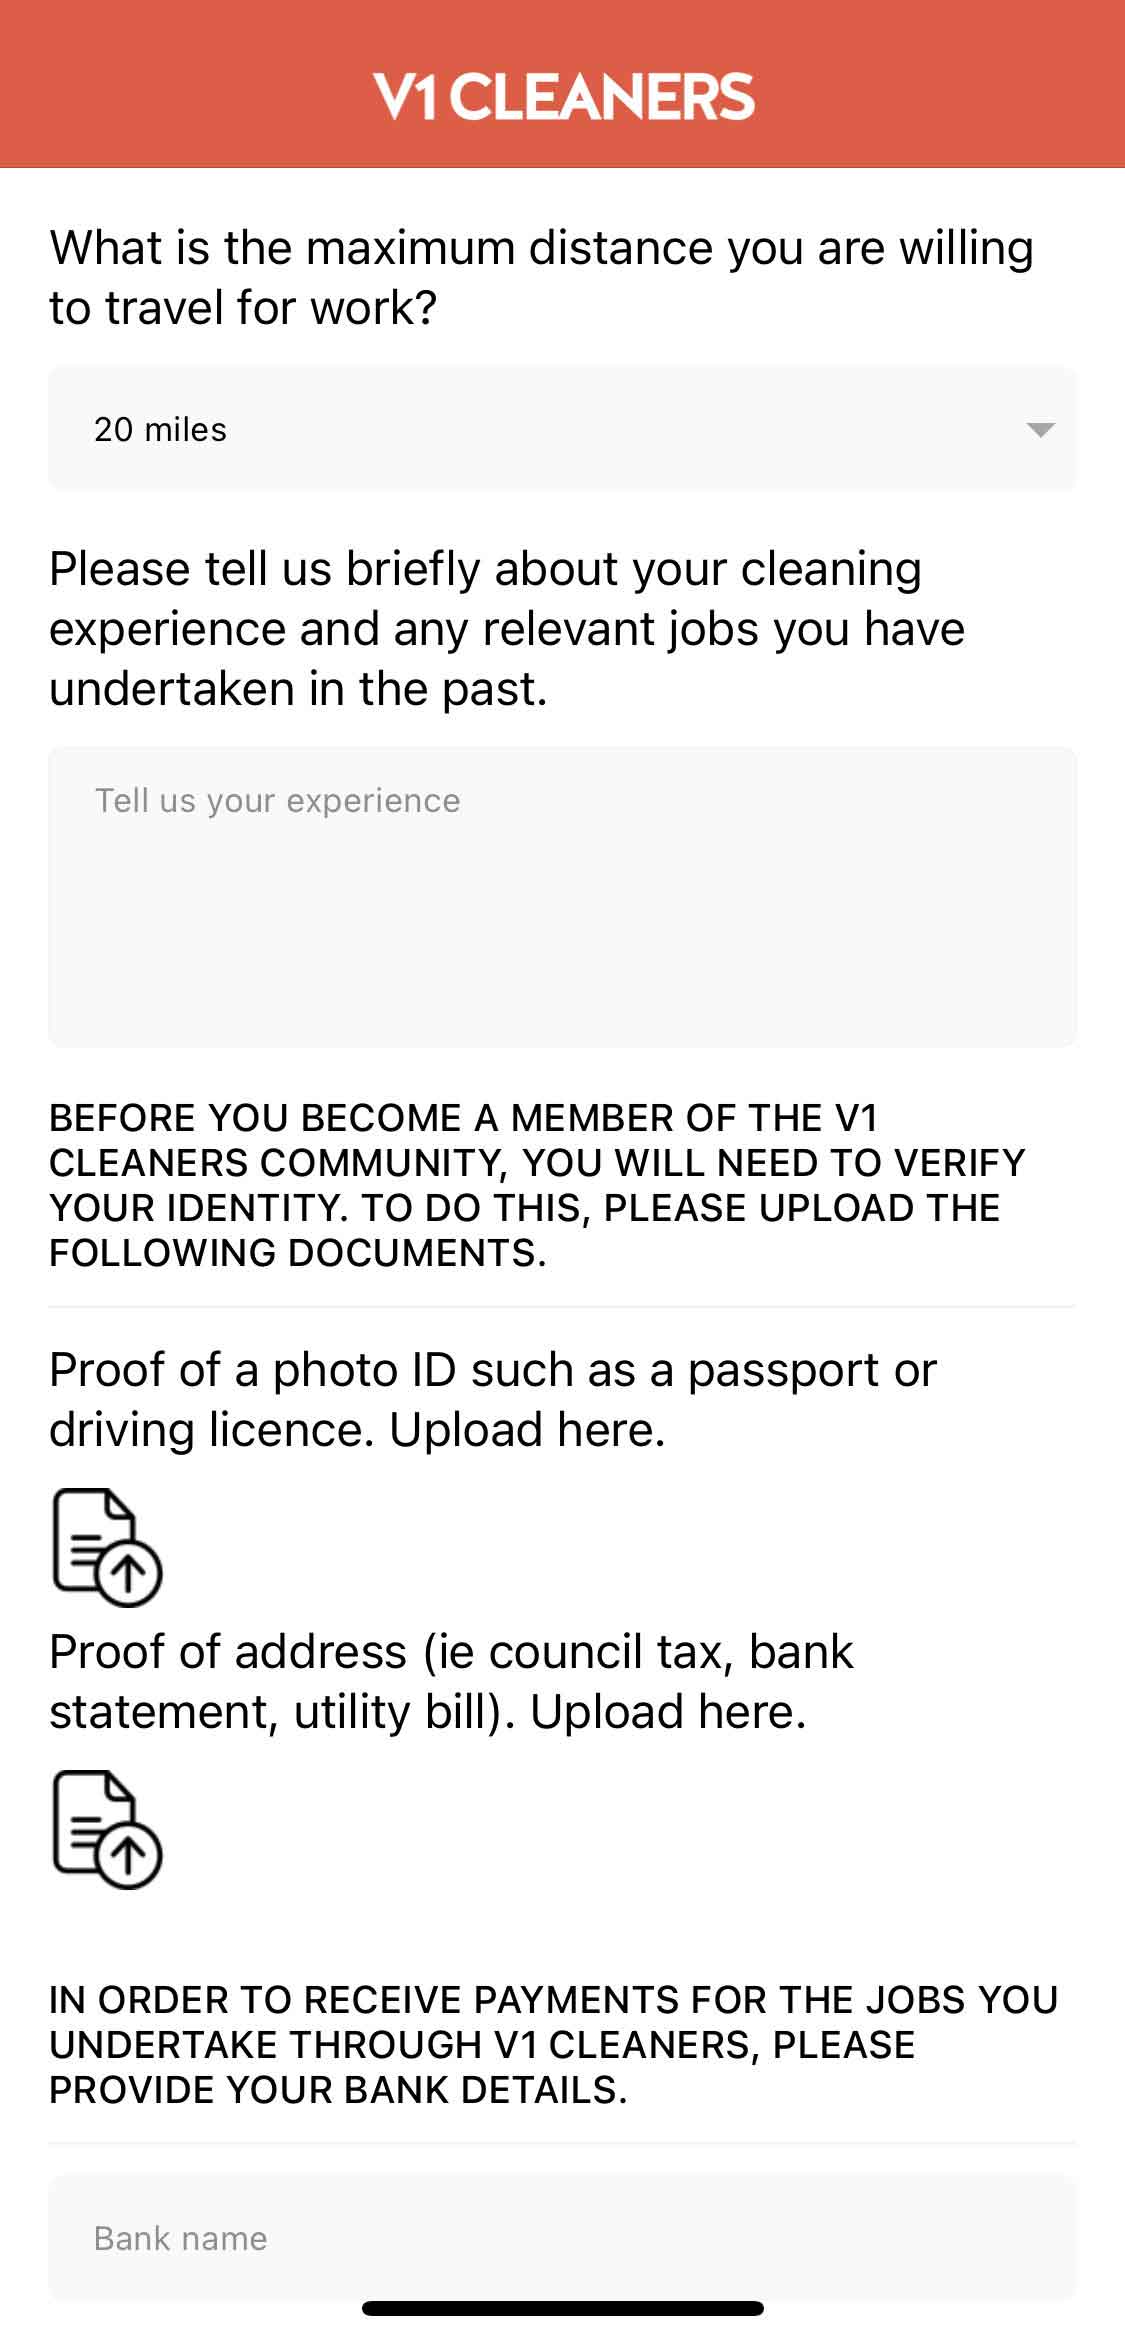 V1 CLEANERS
What is the maximum distance you are willing
to travel for work?
20 miles
Please tell us briefly about your cleaning
experience and any relevant jobs you have
undertaken in the past.
Tell us your experience
BEFORE YOU BECOME A MEMBER OF THE V1
CLEANERS COMMUNITY, YOU WILL NEED TO VERIFY
YOUR IDENTITY. TO DO THIS, PLEASE UPLOAD THE
FOLLOWING DOCUMENTS.
Proof of a photo ID such as a passport or
driving licence. Upload here.
Proof of address (ie council tax, bank
statement, utility bill). Upload here.
IN ORDER TO RECEIVE PAYMENTS FOR THE JOBS YOU
UNDERTAKE THROUGH V1 CLEANERS, PLEASE
PROVIDE YOUR BANK DETAILS.
Bank name